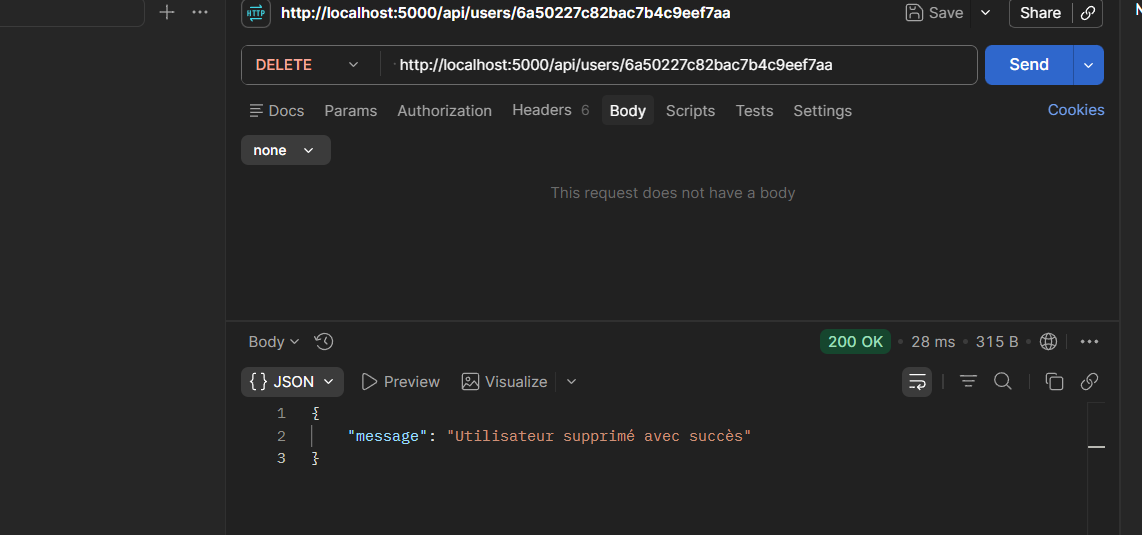 HTTP http://localhost:5000/api/users/6a50227c82bac7b4c9eef7aa Save Share
DELETE http://localhost:5000/api/users/6a50227c82bac7b4c9eef7aa Send
Docs Params Authorization Headers 6 Body Scripts Tests Settings Cookies
none
This request does not have a body
Body 200 OK • 28 ms • 315 B •
{} JSON Preview Visualize
1 {
2 "message": "Utilisateur supprimé avec succès"
3 }